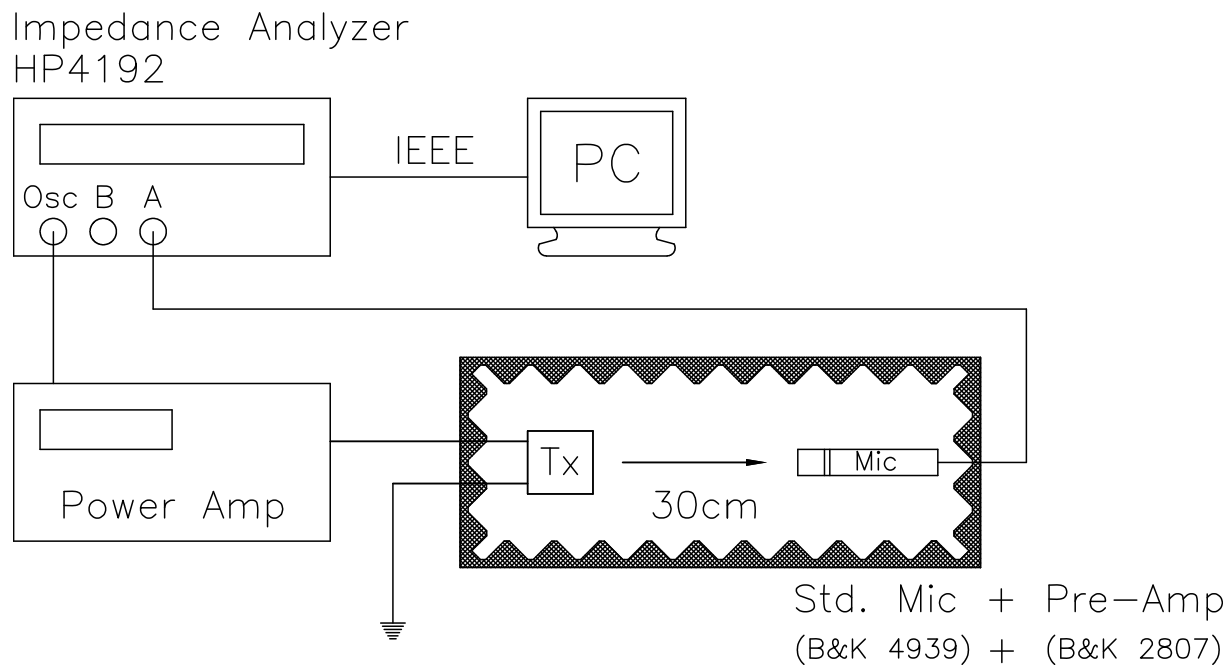 Impedance Analyzer
HP4192
IEEE
PC
Osc B A
Tx
Mic
30cm
Power Amp
Std. Mic + Pre-Amp
(B&K 4939) + (B&K 2807)